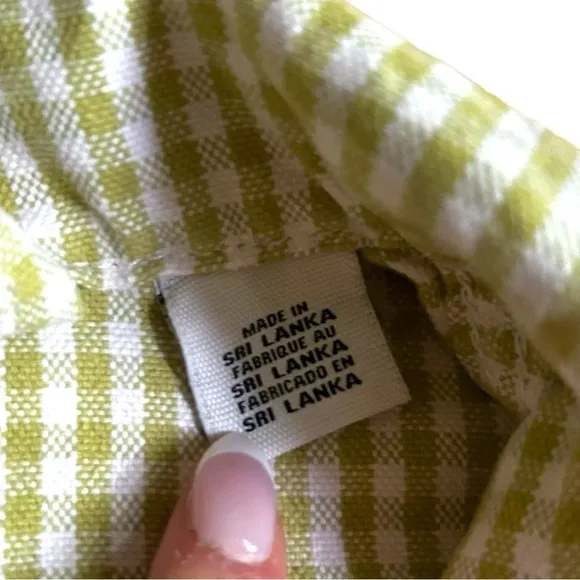 MADE IN
SRI LANKA
FABRIQUE AU
SRI LANKA
FABRICADO EN
SRI LANKA